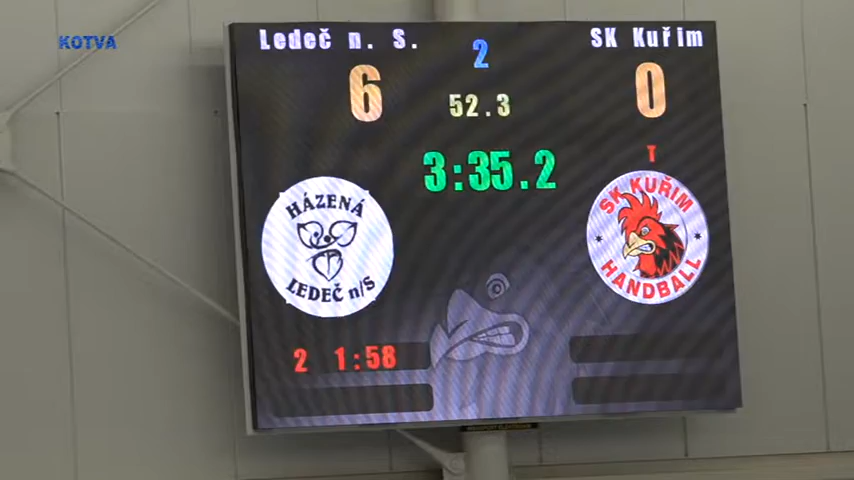 KOTVA
Ledeč n. S. 2 SK Kuřim
6 52.3 0
3:35.2 T
HÁZENÁ
LEDEČ n/S
SK KUŘIM
HANDBALL
2 1:58